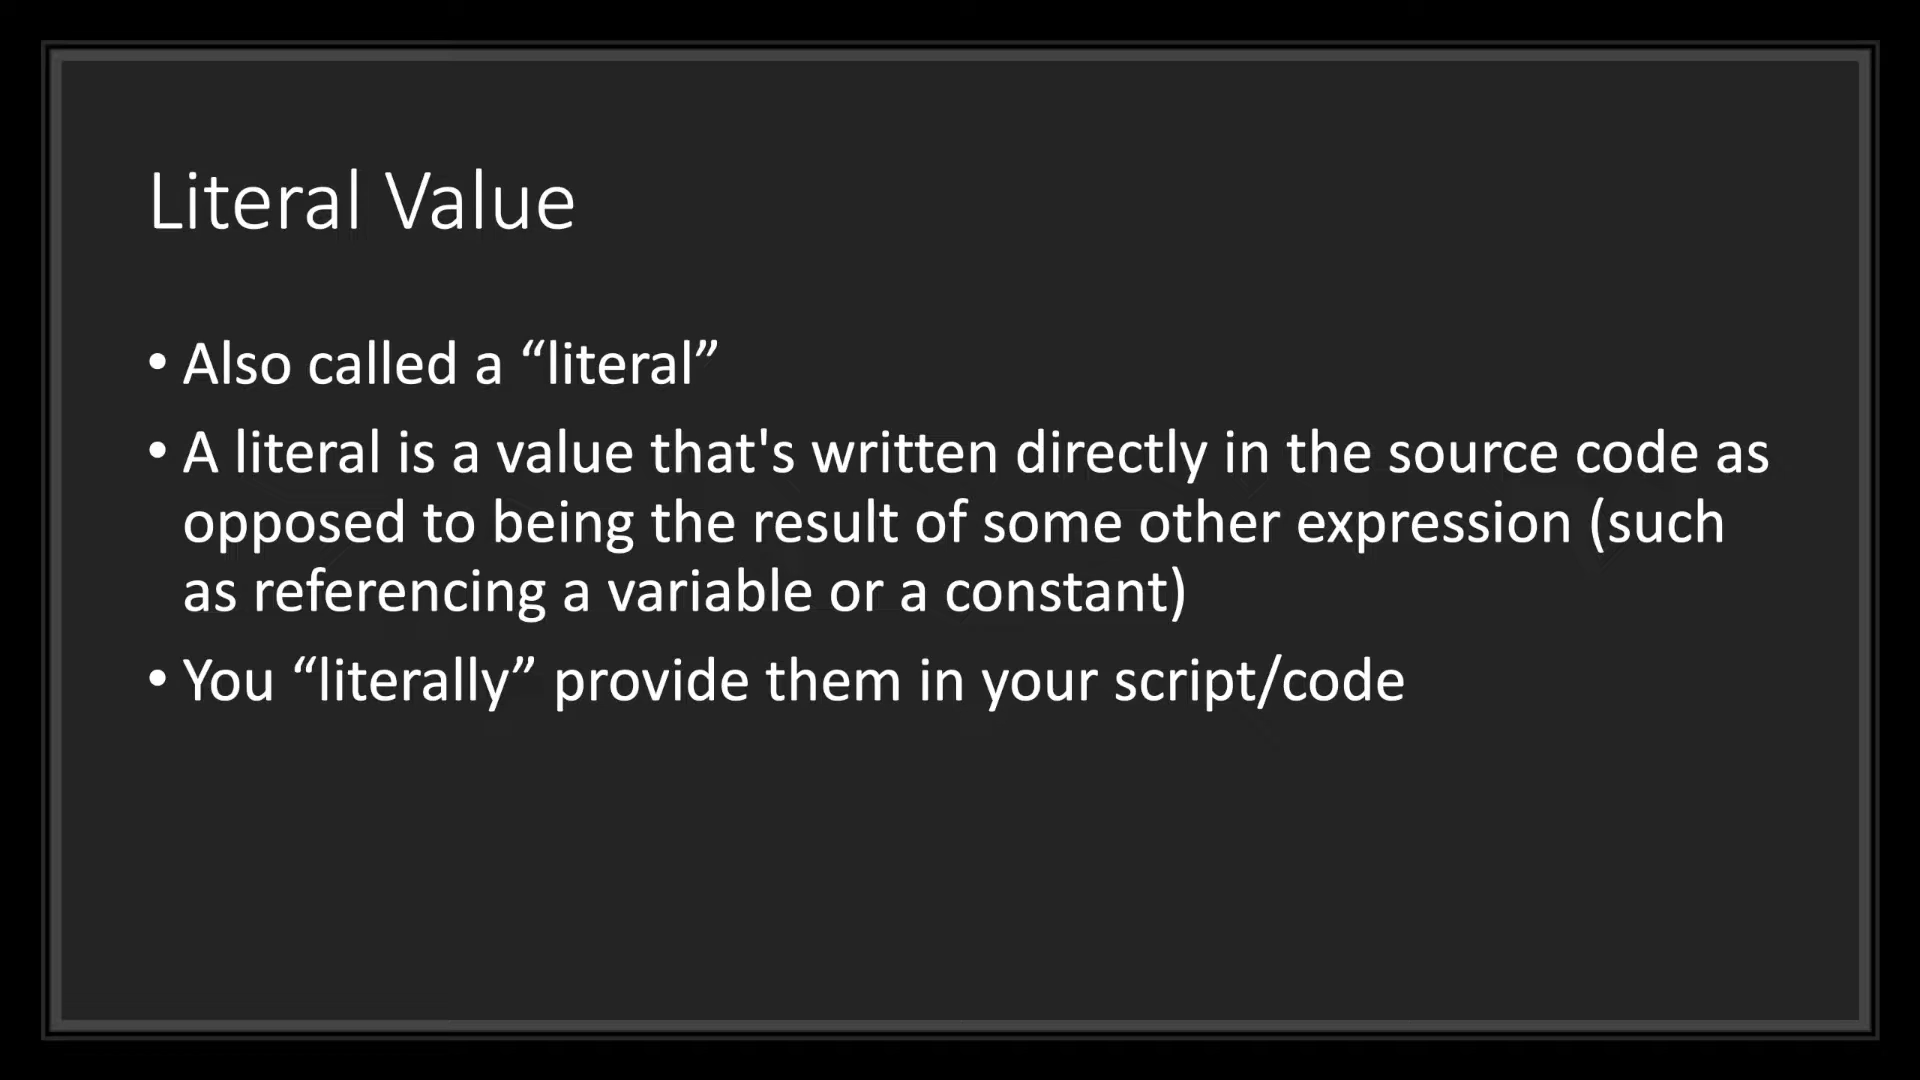 Literal Value
• Also called a “literal”
• A literal is a value that's written directly in the source code as
opposed to being the result of some other expression (such
as referencing a variable or a constant)
• You “literally” provide them in your script/code